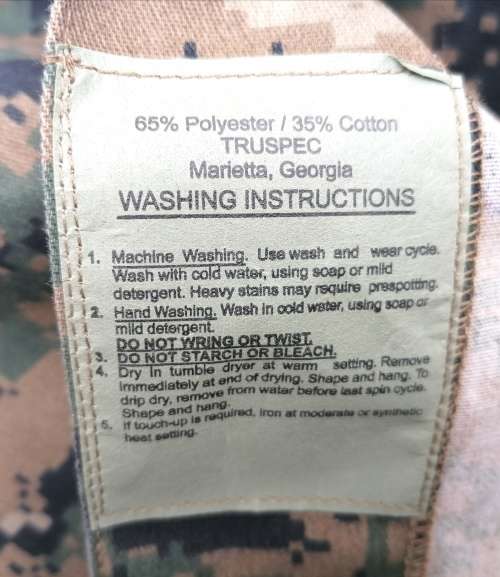 65% Polyester / 35% Cotton
TRUSPEC
Marietta, Georgia
WASHING INSTRUCTIONS
1. Machine Washing. Use wash and wear cycle.
Wash with cold water, using soap or mild
detergent. Heavy stains may require prespotting.
2. Hand Washing. Wash in cold water, using soap or
mild detergent.
DO NOT WRING OR TWIST.
3. DO NOT STARCH OR BLEACH.
4. Dry in tumble dryer at warm setting. Remove
immediately at end of drying. Shape and hang. To
drip dry, remove from water before last spin cycle.
Shape and hang.
5. If touch-up is required, iron at moderate or synthetic
heat setting.